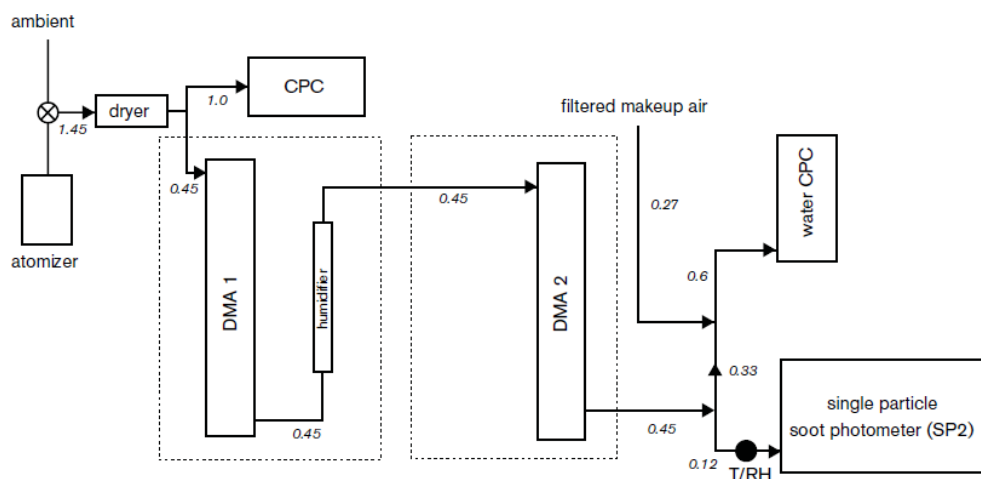 ambient
atomizer
1.45
dryer
1.0
CPC
0.45
DMA 1
0.45
humidifier
0.45
DMA 2
0.45
filtered makeup air
0.27
0.6
water CPC
0.33
0.12
T/RH
single particle
soot photometer (SP2)